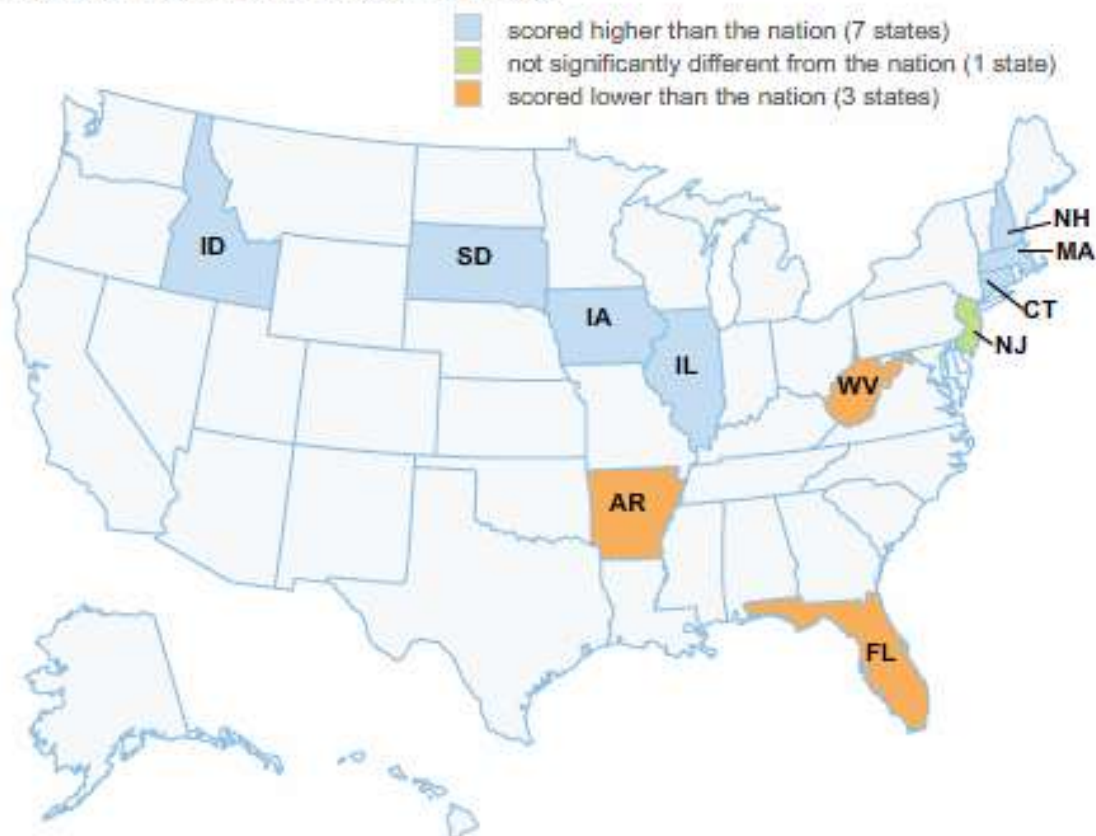 scored higher than the nation (7 states)
not significantly different from the nation (1 state)
scored lower than the nation (3 states)
NH
ID
MA
SD
CT
IA
NJ
IL
WV
AR
FL